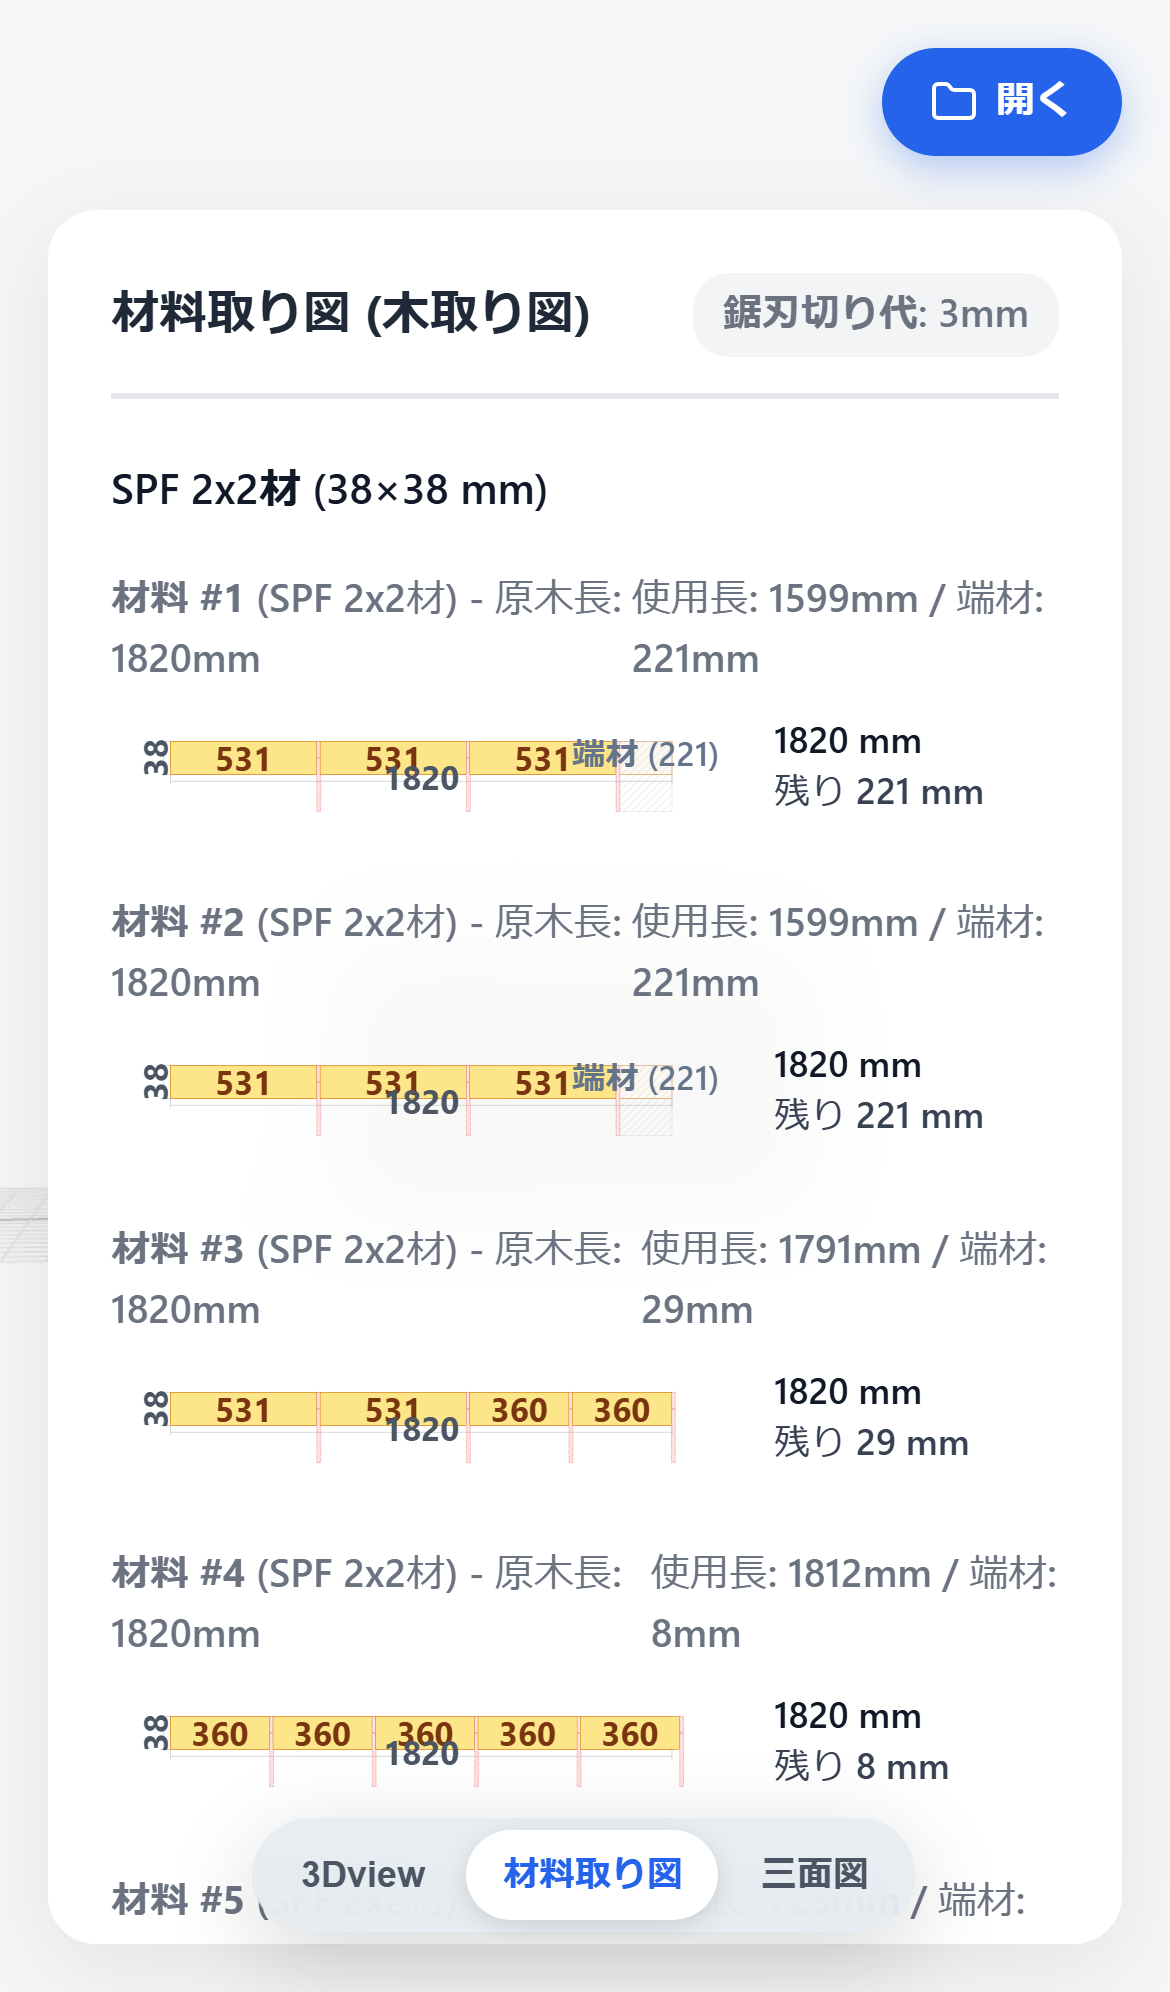 開く
材料取り図 (木取り図)
鋸刃切り代: 3mm
SPF 2x2材 (38×38 mm)
材料 #1 (SPF 2x2材) - 原木長: 1820mm
使用長: 1599mm / 端材: 221mm
38
531 531 531 端材 (221)
1820
1820 mm
残り 221 mm
材料 #2 (SPF 2x2材) - 原木長: 1820mm
使用長: 1599mm / 端材: 221mm
38
531 531 531 端材 (221)
1820
1820 mm
残り 221 mm
材料 #3 (SPF 2x2材) - 原木長: 1820mm
使用長: 1791mm / 端材: 29mm
38
531 531 360 360
1820
1820 mm
残り 29 mm
材料 #4 (SPF 2x2材) - 原木長: 1820mm
使用長: 1812mm / 端材: 8mm
38
360 360 360 360 360
1820
1820 mm
残り 8 mm
材料 #5 (SPF 2x2材)
長: 723mm / 端材:
3Dview
材料取り図
三面図